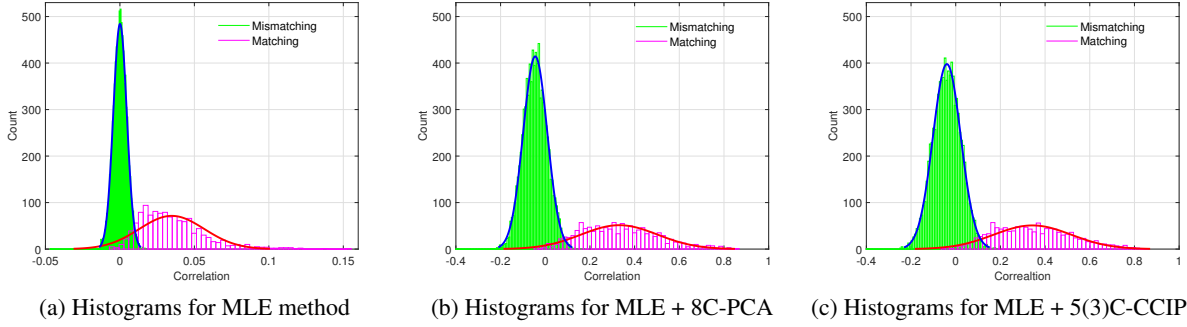 500
400
300
200
100
0
Count
-0.05
0
0.05
0.1
0.15
Correlation
Mismatching
Matching
500
400
300
200
100
0
Count
-0.4
-0.2
0
0.2
0.4
0.6
0.8
1
Correlation
Mismatching
Matching
500
400
300
200
100
0
Count
-0.4
-0.2
0
0.2
0.4
0.6
0.8
1
Correaltion
Mismatching
Matching
(a) Histograms for MLE method
(b) Histograms for MLE + 8C-PCA
(c) Histograms for MLE + 5(3)C-CCIP